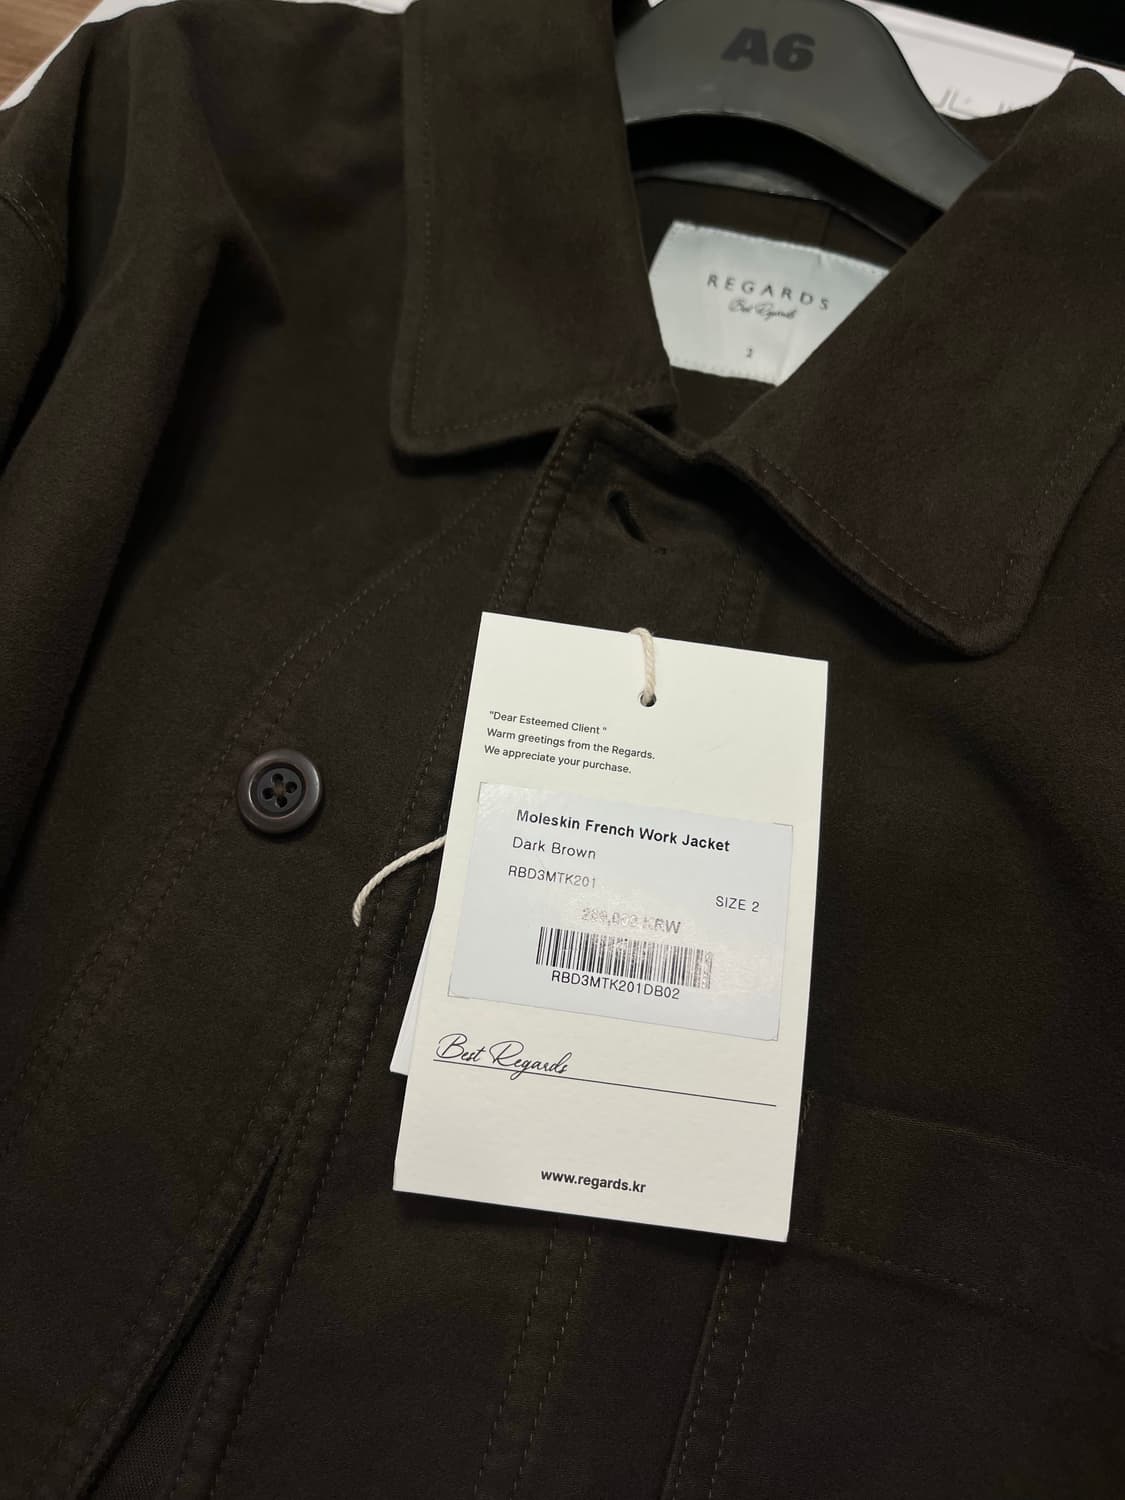 A6
REGARDS
Best Regards
2
"Dear Esteemed Client "
Warm greetings from the Regards.
We appreciate your purchase.
Moleskin French Work Jacket
Dark Brown
RBD3MTK201
SIZE 2
KRW
RBD3MTK201DB02
Best Regards
www.regards.kr